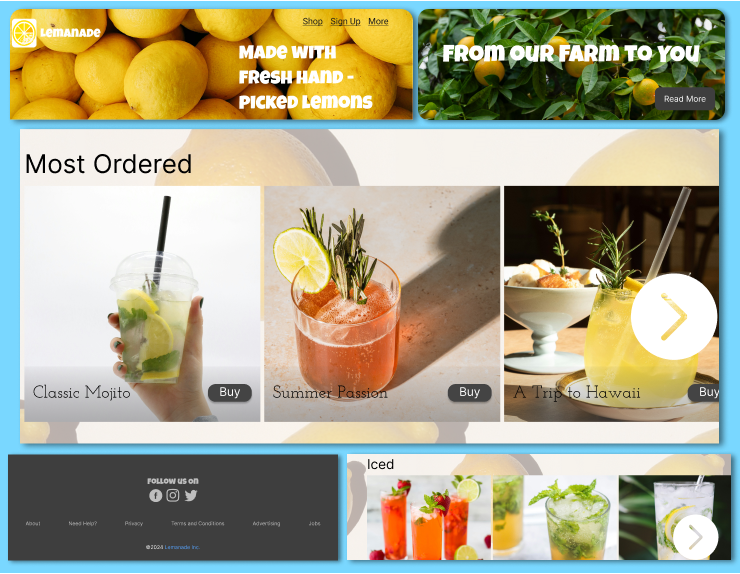 Lemanade
Shop Sign Up More
Made with
fresh hand -
picked lemons
From our farm to you
Read More
Most Ordered
Classic Mojito
Buy
Summer Passion
Buy
A Trip to Hawaii
Buy
Follow us on
About Need Help? Privacy Terms and Conditions Advertising Jobs
©2024 Lemanade Inc.
Iced